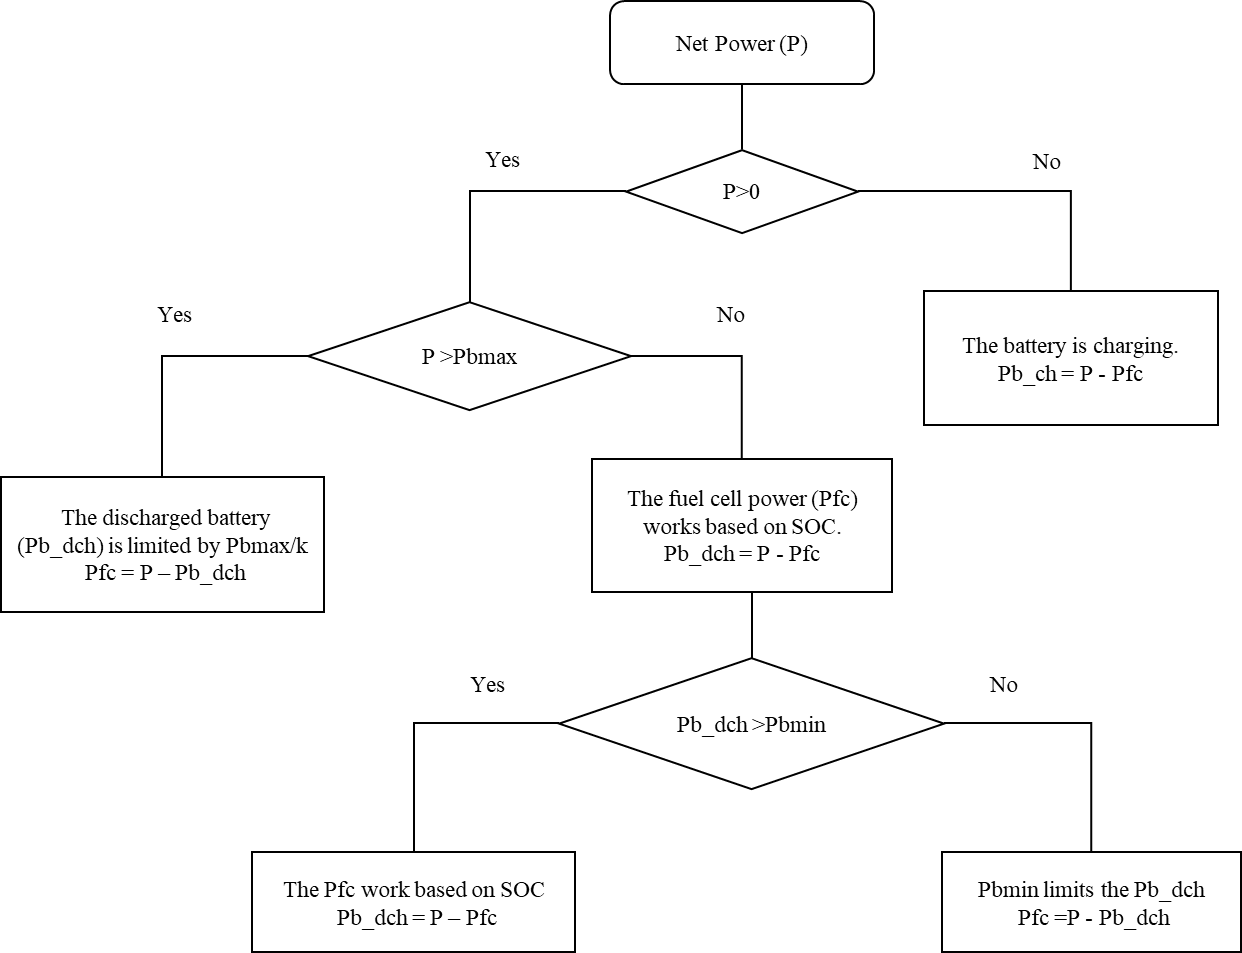 Net Power (P)
Yes
No
P>0
Yes
No
P >Pbmax
The battery is charging.
Pb_ch = P - Pfc
The discharged battery
(Pb_dch) is limited by Pbmax/k
Pfc = P – Pb_dch
The fuel cell power (Pfc)
works based on SOC.
Pb_dch = P - Pfc
Yes
No
Pb_dch >Pbmin
The Pfc work based on SOC
Pb_dch = P – Pfc
Pbmin limits the Pb_dch
Pfc =P - Pb_dch